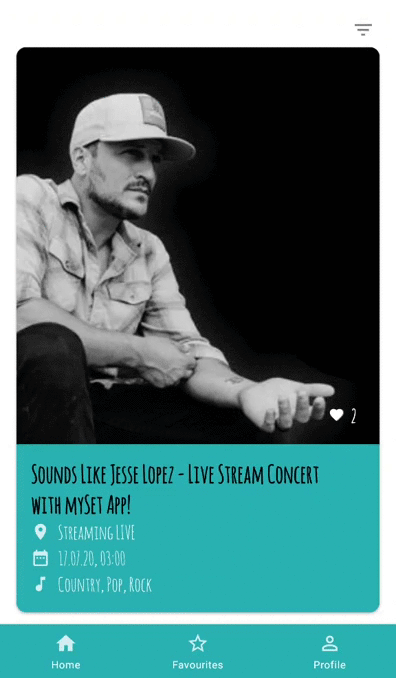 2
Sounds Like Jesse Lopez - Live Stream Concert
with mySet App!
Streaming LIVE
17.07.20, 03:00
Country, Pop, Rock
Home Favourites Profile